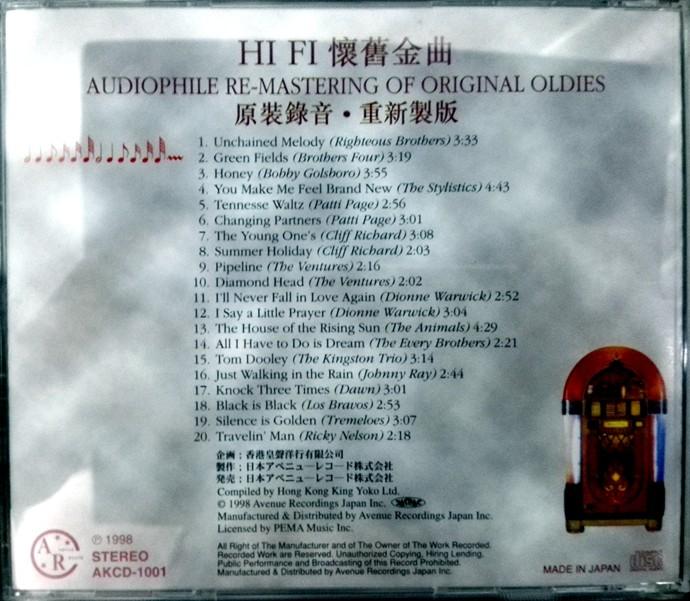 HI FI 懷舊金曲
AUDIOPHILE RE-MASTERING OF ORIGINAL OLDIES
原裝錄音・重新製版
1. Unchained Melody (Righteous Brothers) 3:33
2. Green Fields (Brothers Four) 3:19
3. Honey (Bobby Golsboro) 3:55
4. You Make Me Feel Brand New (The Stylistics) 4:43
5. Tennesse Waltz (Patti Page) 2:56
6. Changing Partners (Patti Page) 3:01
7. The Young One's (Cliff Richard) 3:08
8. Summer Holiday (Cliff Richard) 2:03
9. Pipeline (The Ventures) 2:16
10. Diamond Head (The Ventures) 2:02
11. I'll Never Fall in Love Again (Dionne Warwick) 2:52
12. I Say a Little Prayer (Dionne Warwick) 3:04
13. The House of the Rising Sun (The Animals) 4:29
14. All I Have to Do is Dream (The Every Brothers) 2:21
15. Tom Dooley (The Kingston Trio) 3:14
16. Just Walking in the Rain (Johnny Ray) 2:44
17. Knock Three Times (Dawn) 3:01
18. Black is Black (Los Bravos) 2:53
19. Silence is Golden (Tremeloes) 3:07
20. Travelin' Man (Ricky Nelson) 2:18
企画：香港皇聲洋行有限公司
製作：日本アベニューレコード株式会社
発売：日本アベニューレコード株式会社
Compiled by Hong Kong King Yoko Ltd.
© 1998 Avenue Recordings Japan Inc.
Manufactured & Distributed by Avenue Recordings Japan Inc.
Licensed by PEMA Music Inc.
All Right of The Manufacturer and of The Owner of The Work Recorded.
Recorded Work are Reserved. Unauthorized Copying, Hiring Lending,
Public Performance and Broadcasting of this Record Prohibited.
Manufactured & Distributed by Avenue Recordings Japan Inc.
AR
℗ 1998
STEREO
AKCD-1001
MADE IN JAPAN
disc